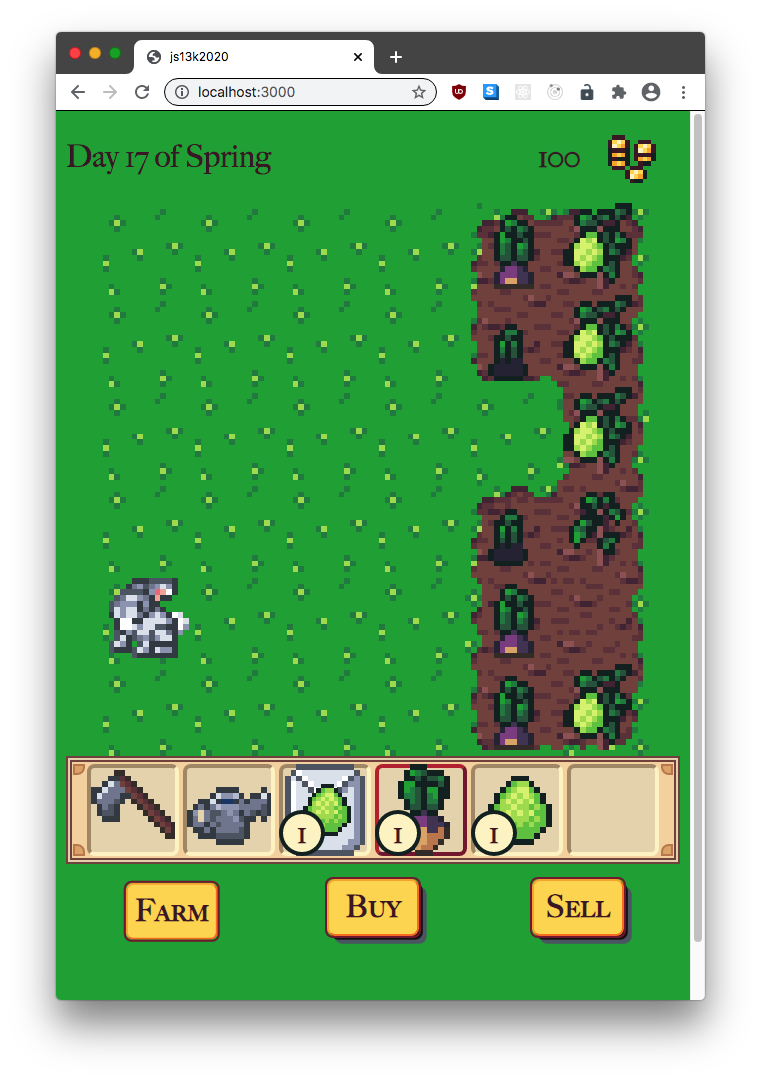 js13k2020
localhost:3000
Day 17 of Spring
100
1
1
1
Farm
Buy
Sell